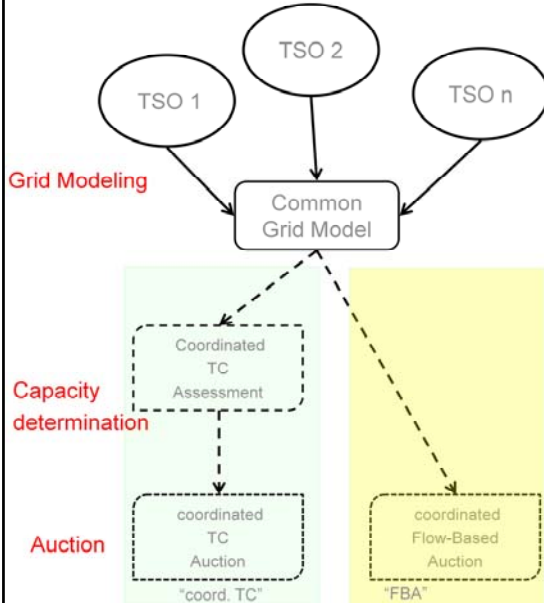 TSO 1
TSO 2
TSO n
Grid Modeling
Common
Grid Model
Capacity
determination
Coordinated
TC
Assessment
Auction
coordinated
TC
Auction
coordinated
Flow-Based
Auction
"coord. TC"
"FBA"